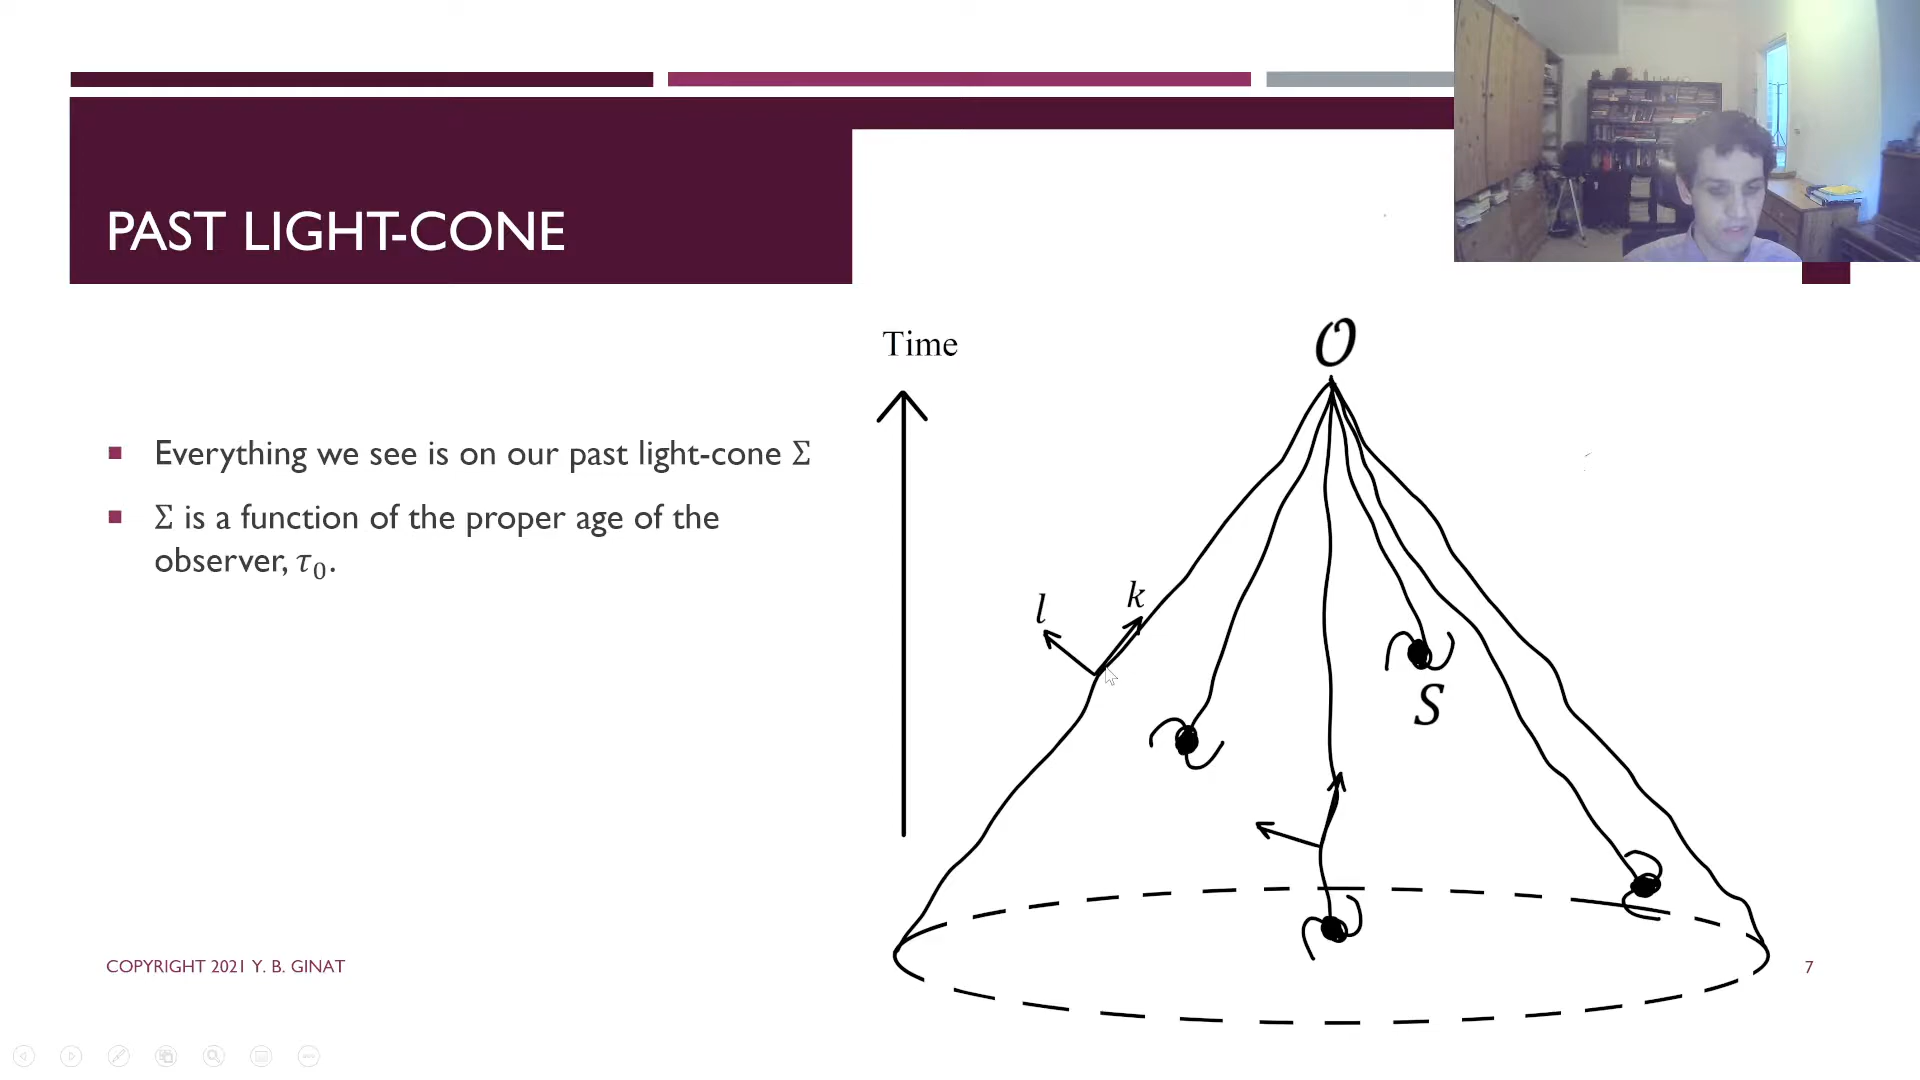 PAST LIGHT-CONE
Everything we see is on our past light-cone Σ
Σ is a function of the proper age of the
observer, τ₀.
Time
𝒪
l
k
S
COPYRIGHT 2021 Y. B. GINAT
7